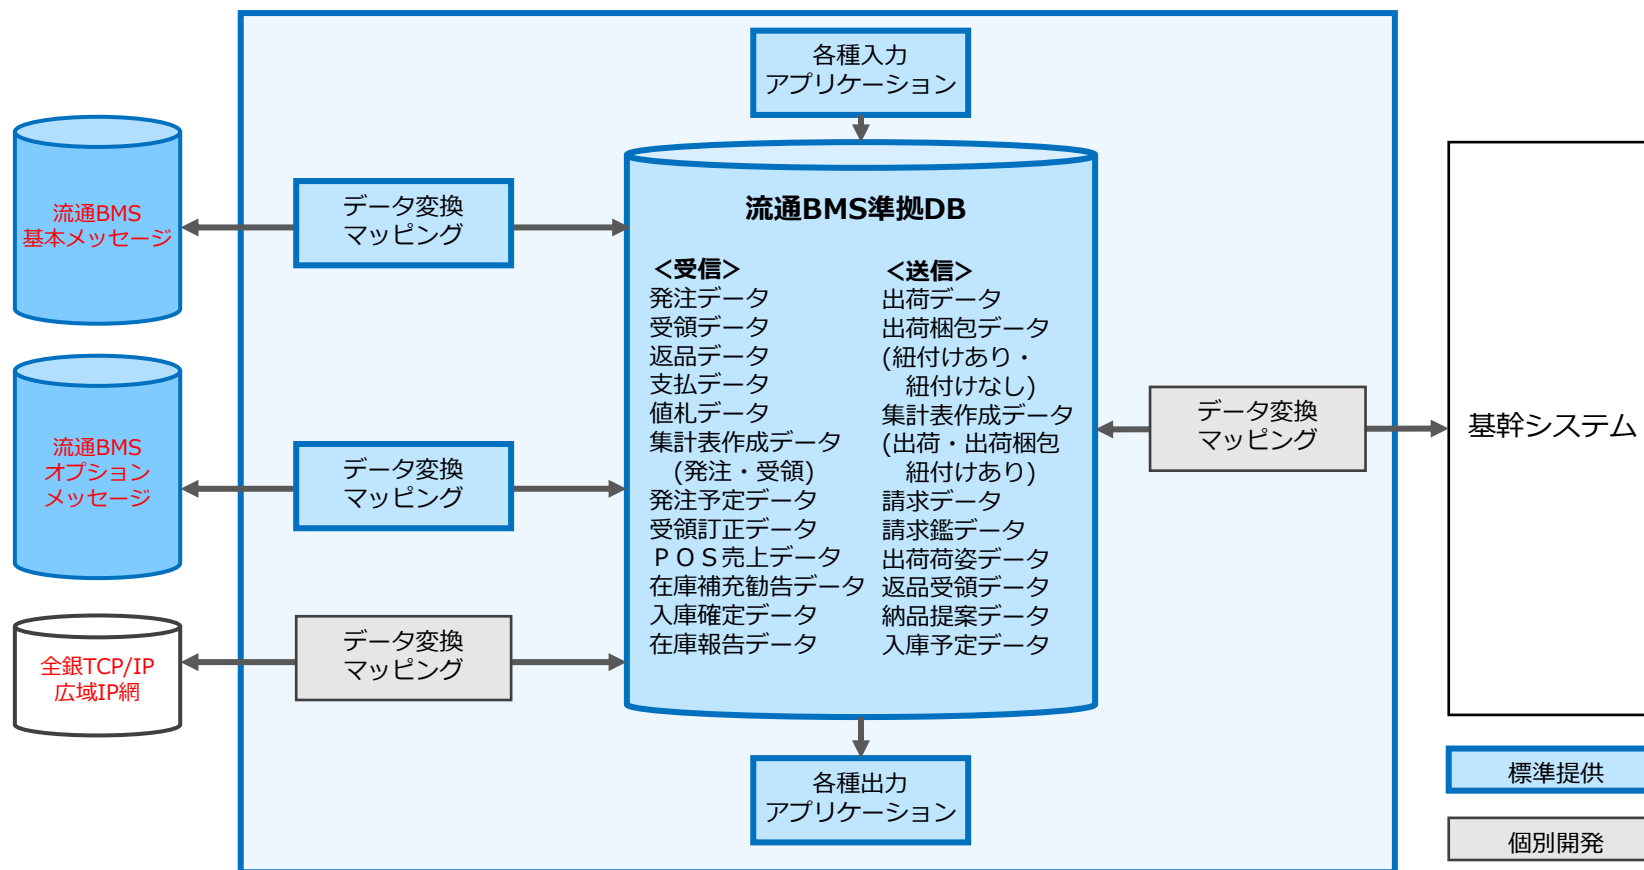 各種入力
アプリケーション
流通BMS
基本メッセージ
データ変換
マッピング
流通BMS
オプション
メッセージ
データ変換
マッピング
全銀TCP/IP
広域IP網
データ変換
マッピング
流通BMS準拠DB
＜受信＞
発注データ
受領データ
返品データ
支払データ
値札データ
集計表作成データ
(発注・受領)
発注予定データ
受領訂正データ
ＰＯＳ売上データ
在庫補充勧告データ
入庫確定データ
在庫報告データ
＜送信＞
出荷データ
出荷梱包データ
(紐付けあり・
紐付けなし)
集計表作成データ
(出荷・出荷梱包
紐付けあり)
請求データ
請求鑑データ
出荷荷姿データ
返品受領データ
納品提案データ
入庫予定データ
データ変換
マッピング
基幹システム
各種出力
アプリケーション
標準提供
個別開発